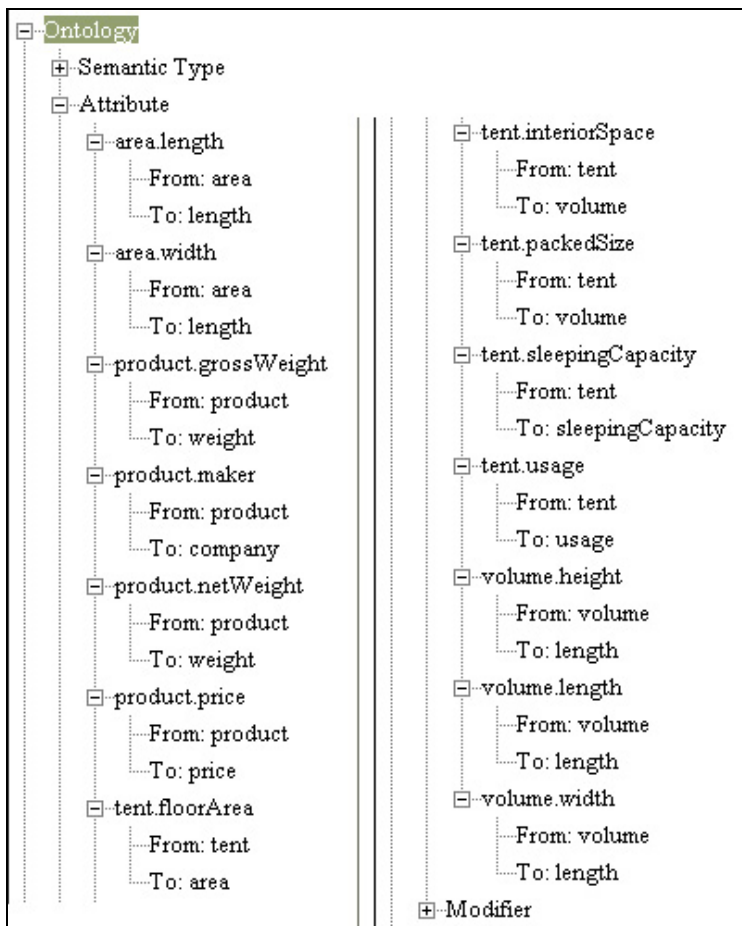 Ontology
Semantic Type
Attribute
area.length
From: area
To: length
area.width
From: area
To: length
product.grossWeight
From: product
To: weight
product.maker
From: product
To: company
product.netWeight
From: product
To: weight
product.price
From: product
To: price
tent.floorArea
From: tent
To: area
tent.interiorSpace
From: tent
To: volume
tent.packedSize
From: tent
To: volume
tent.sleepingCapacity
From: tent
To: sleepingCapacity
tent.usage
From: tent
To: usage
volume.height
From: volume
To: length
volume.length
From: volume
To: length
volume.width
From: volume
To: length
Modifier